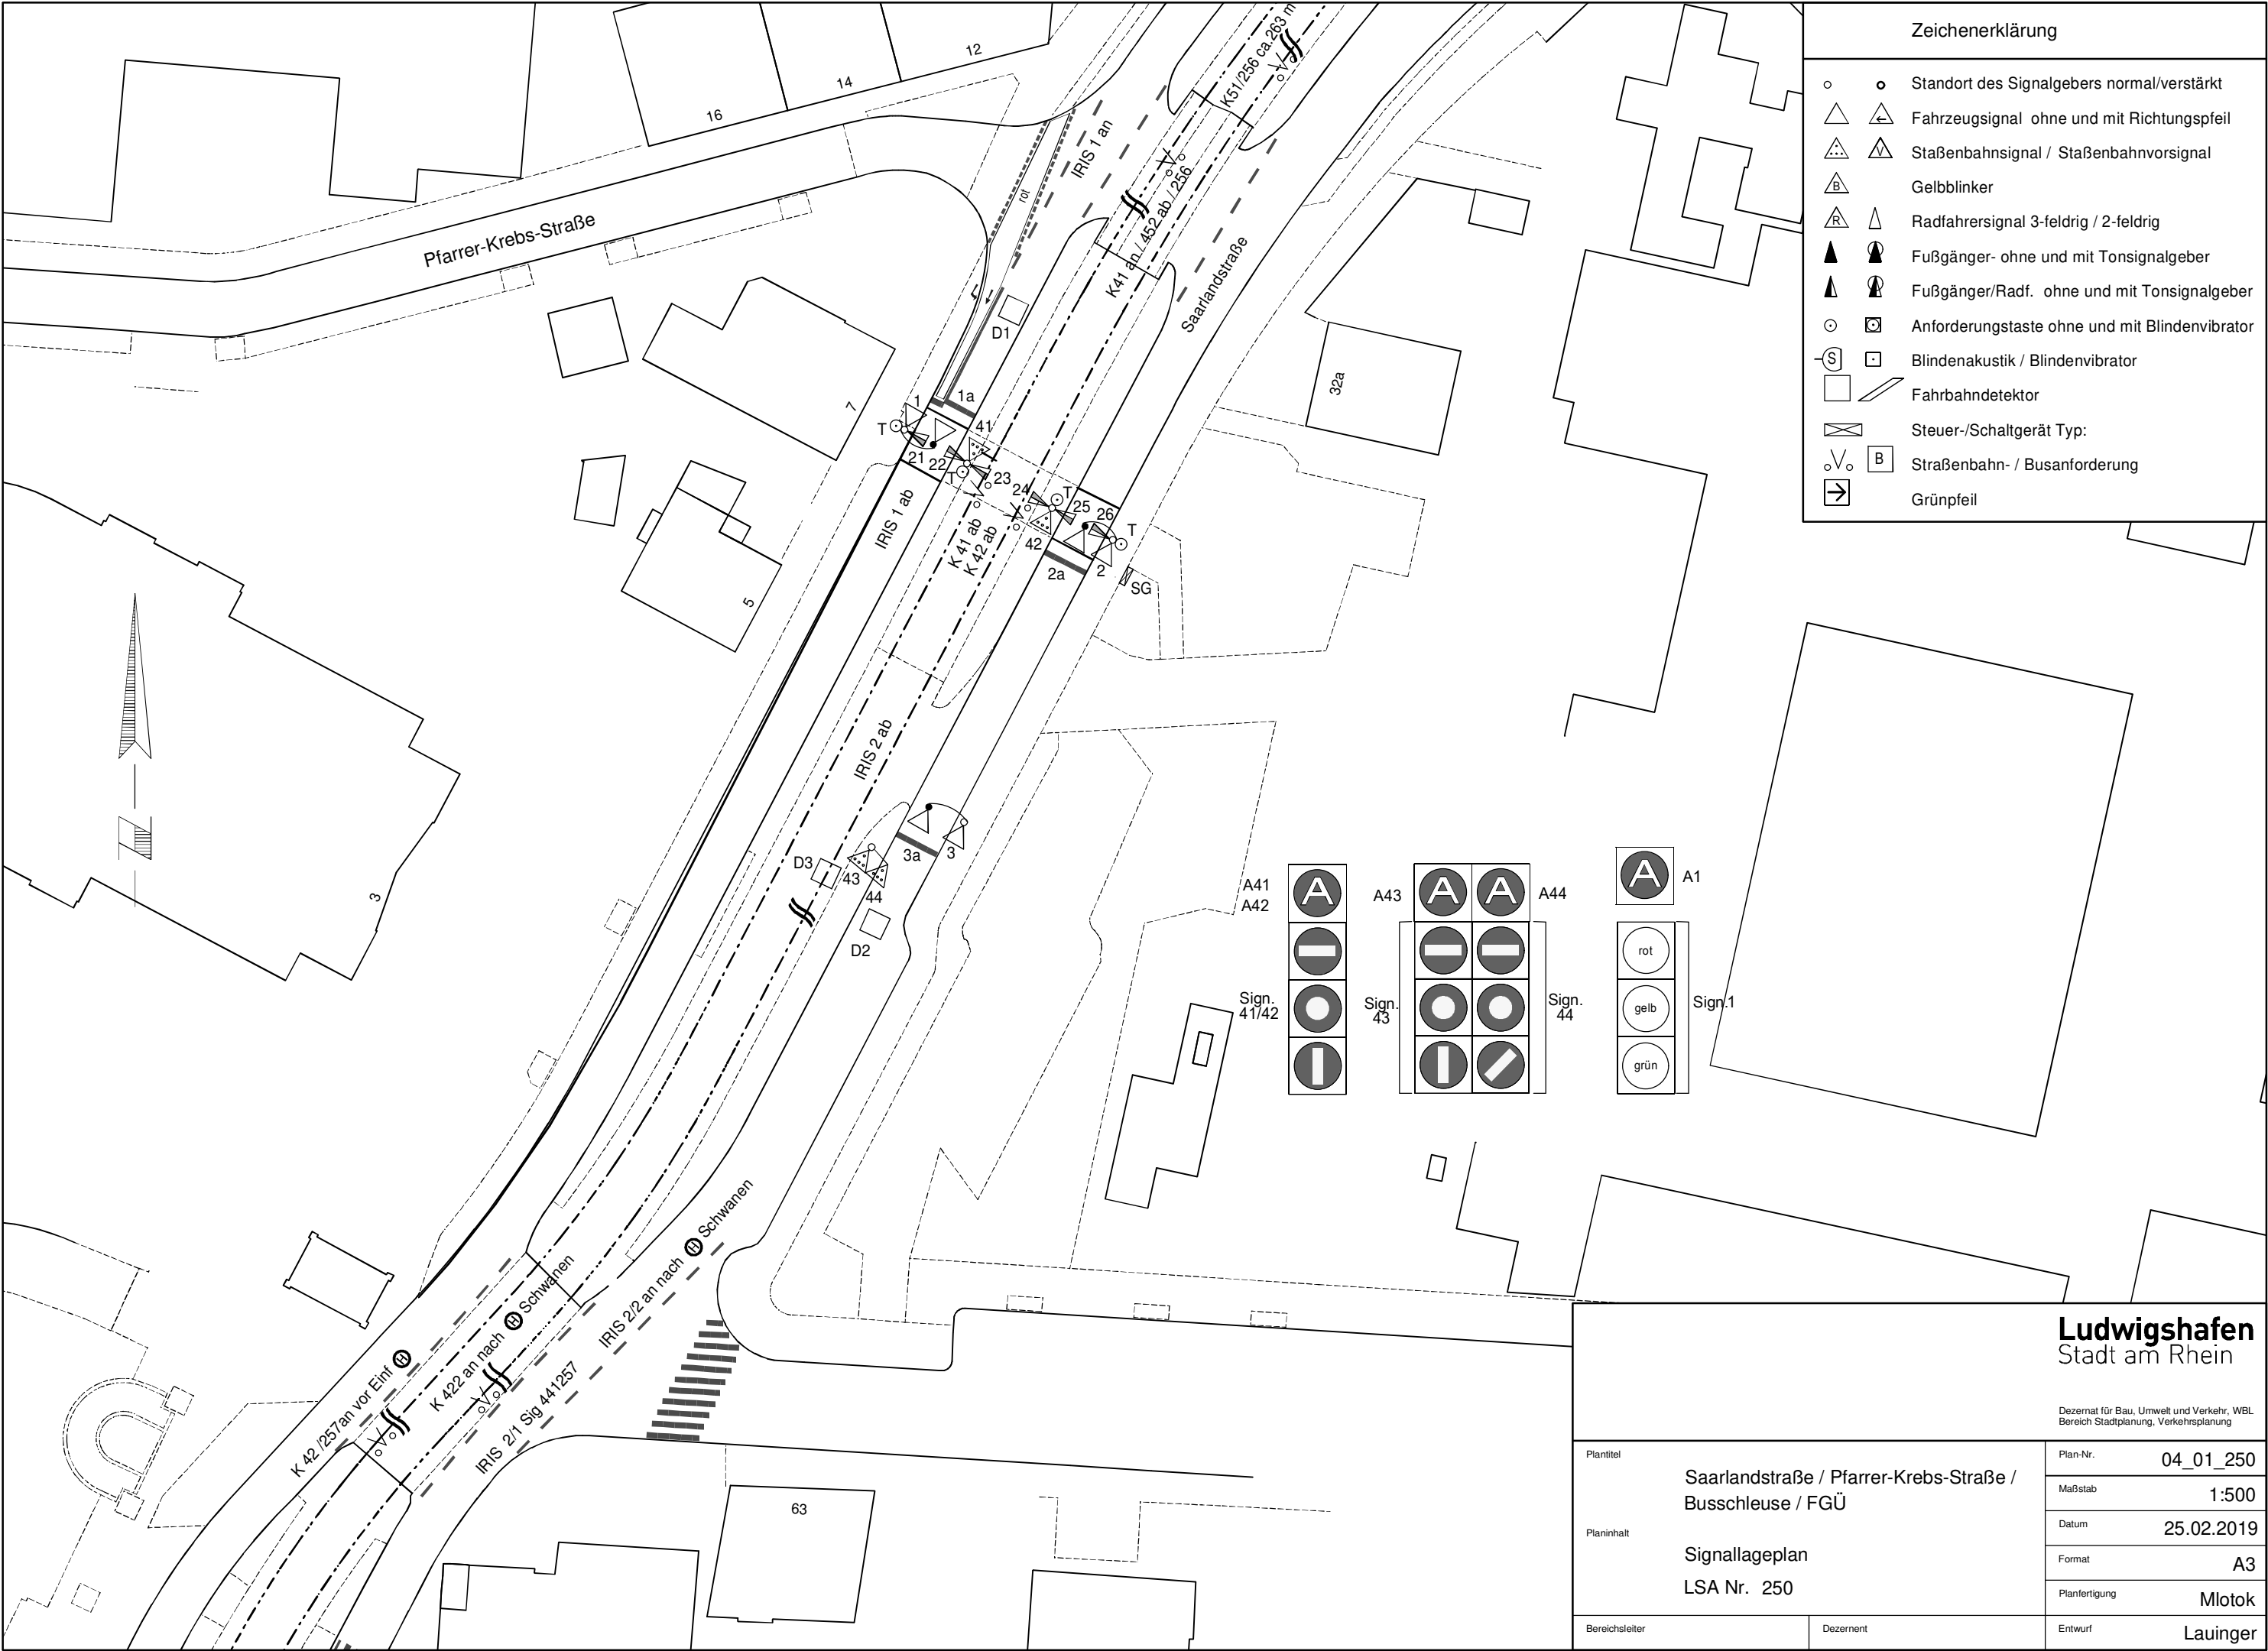 Zeichenerklärung
Standort des Signalgebers normal/verstärkt
Fahrzeugsignal ohne und mit Richtungspfeil
V
Staßenbahnsignal / Staßenbahnvorsignal
B
Gelbblinker
R
Radfahrersignal 3-feldrig / 2-feldrig
Fußgänger- ohne und mit Tonsignalgeber
Fußgänger/Radf. ohne und mit Tonsignalgeber
Anforderungstaste ohne und mit Blindenvibrator
S
Blindenakustik / Blindenvibrator
Fahrbahndetektor
Steuer-/Schaltgerät Typ:
V B
Straßenbahn- / Busanforderung
Grünpfeil
12
14
16
Pfarrer-Krebs-Straße
K51/256 ca.263 m
IRIS 1 an
rot
K41 an / 452 ab / 256
Saarlandstraße
D1
32a
7
1
1a
T
41
21
22
T
23
24
T
25
26
T
IRIS 1 ab
K 41 ab
K 42 ab
42
2a
2
SG
5
IRIS 2 ab
3
D3
43
44
3a
3
D2
A41
A42
A
A43
A
A
A44
A
A1
Sign.
41/42
Sign.
43
Sign.
44
rot
gelb
grün
Sign.1
K 42 /257an vor Einf H
K 422 an nach H Schwanen
IRIS 2/1 Sig 441257
IRIS 2/2 an nach H Schwanen
63
Ludwigshafen
Stadt am Rhein
Dezernat für Bau, Umwelt und Verkehr, WBL
Bereich Stadtplanung, Verkehrsplanung
Plantitel
Saarlandstraße / Pfarrer-Krebs-Straße /
Busschleuse / FGÜ
Planinhalt
Signallageplan
LSA Nr. 250
Plan-Nr. 04_01_250
Maßstab 1:500
Datum 25.02.2019
Format A3
Planfertigung Mlotok
Bereichsleiter
Dezernent
Entwurf Lauinger